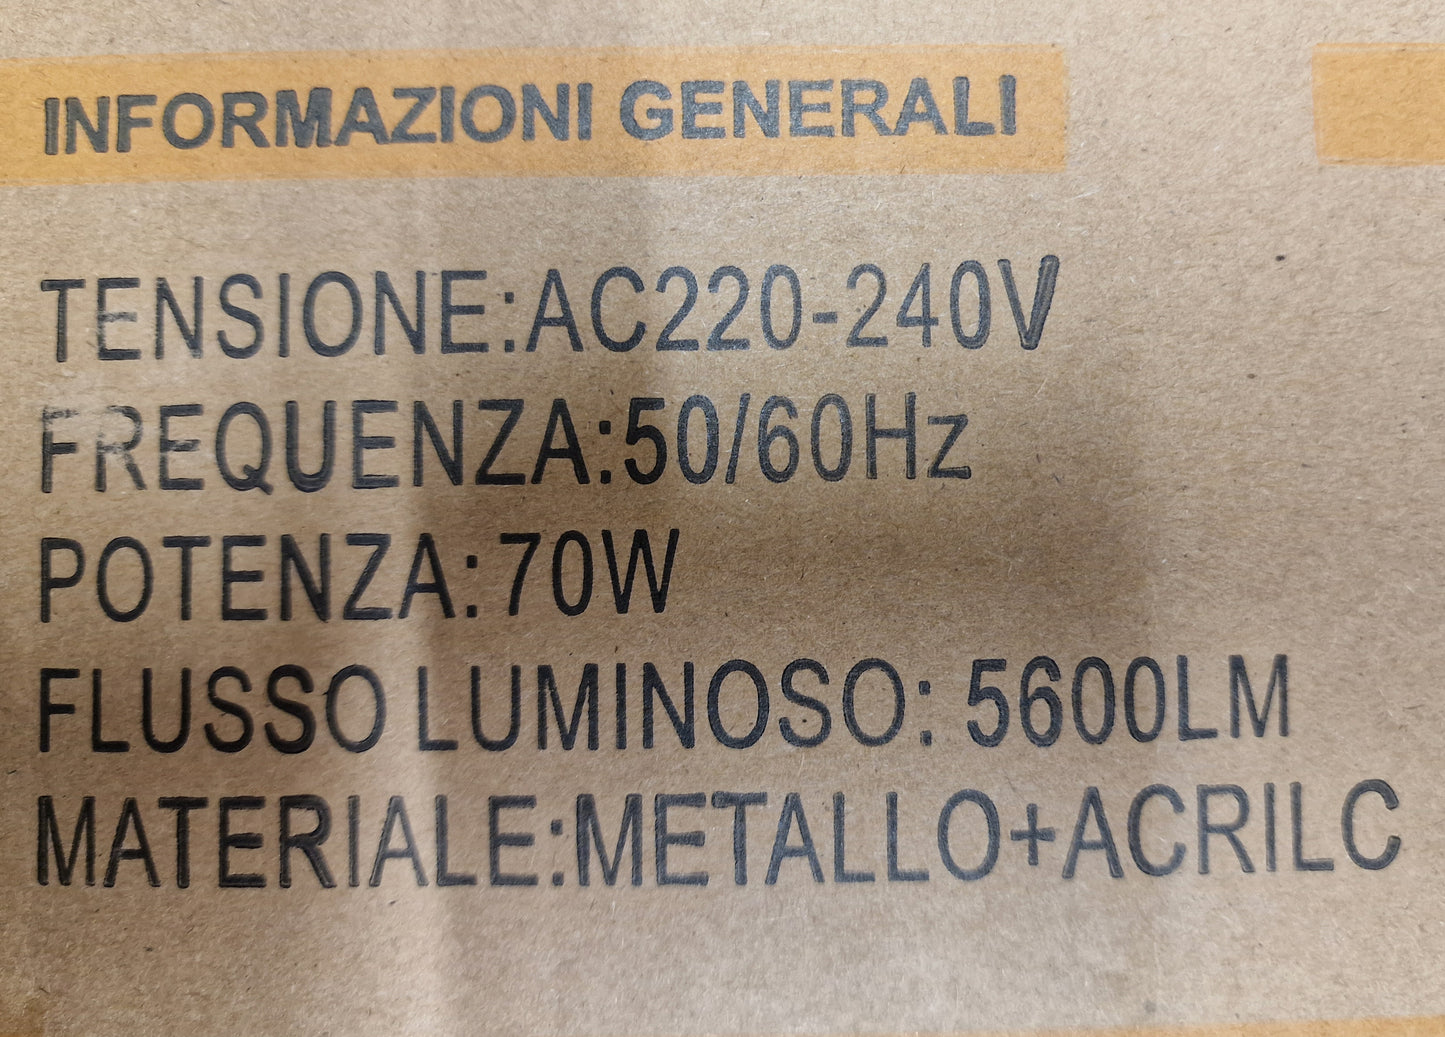 INFORMAZIONI GENERALI
TENSIONE:AC220-240V
FREQUENZA:50/60Hz
POTENZA:70W
FLUSSO LUMINOSO: 5600LM
MATERIALE:METALLO+ACRILC